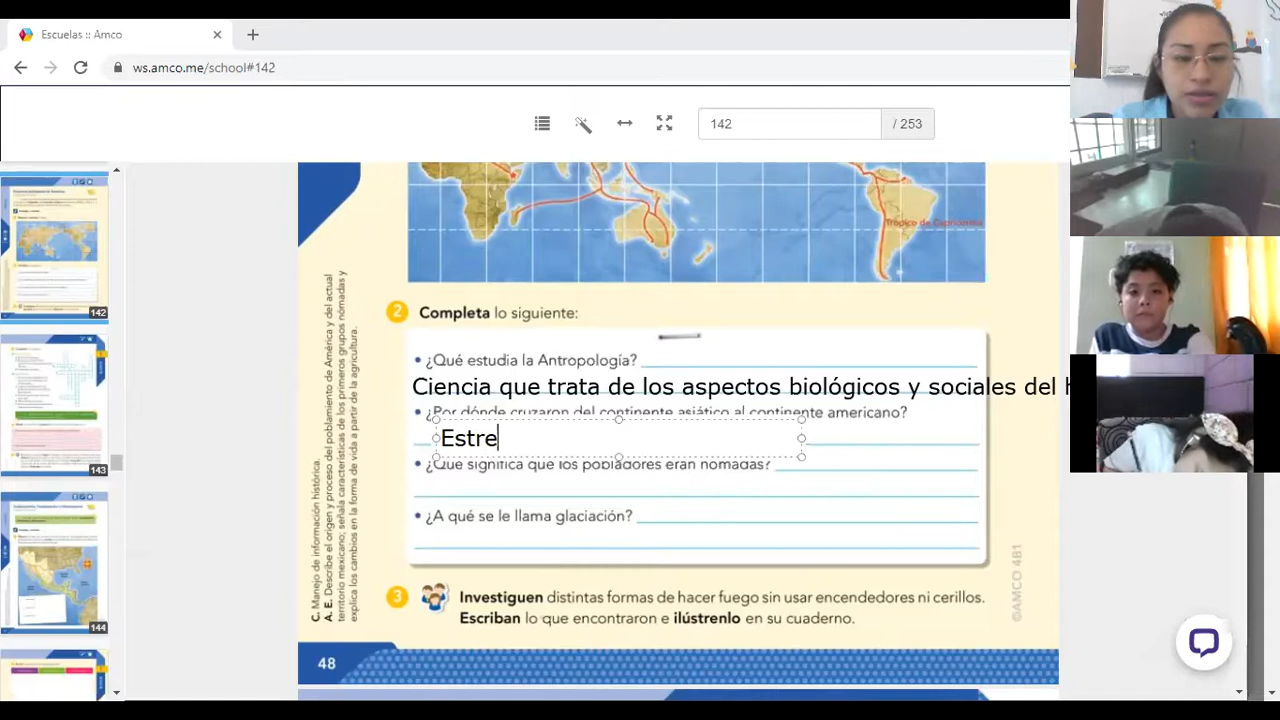 Escuelas :: Amco
ws.amco.me/school#142
142 / 253
142
143
144
Trópico de Capricornio
2 Completa lo siguiente:
• ¿Qué estudia la Antropología?
Ciencia que trata de los aspectos biológicos y sociales del h
• ¿Por dónde cruzaron del continente asiático al continente americano?
Estre
• ¿Qué significa que los pobladores eran nómadas?
• ¿A qué se le llama glaciación?
3 Investiguen distintas formas de hacer fuego sin usar encendedores ni cerillos.
Escriban lo que encontraron e ilústrenlo en su cuaderno.
C. Manejo de información histórica.
A. E. Describe el origen y proceso del poblamiento de América y del actual
territorio mexicano; señala características de los primeros grupos nómadas y
explica los cambios en la forma de vida a partir de la agricultura.
©AMCO 4B1
48